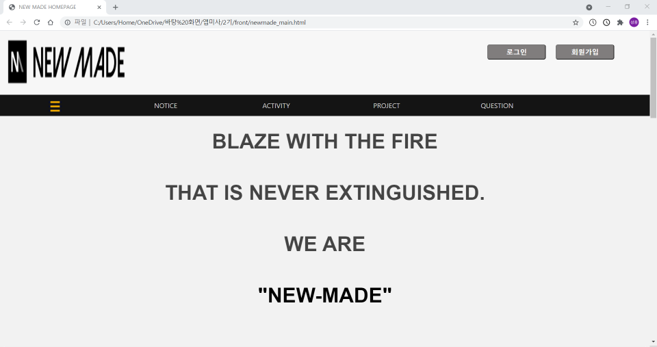 NEW MADE HOMEPAGE
파일 | C:/Users/Home/OneDrive/바탕%20화면/앱미사/2기/front/newmade_main.html
NEW MADE
로그인 회원가입
NOTICE ACTIVITY PROJECT QUESTION
BLAZE WITH THE FIRE
THAT IS NEVER EXTINGUISHED.
WE ARE
"NEW-MADE"